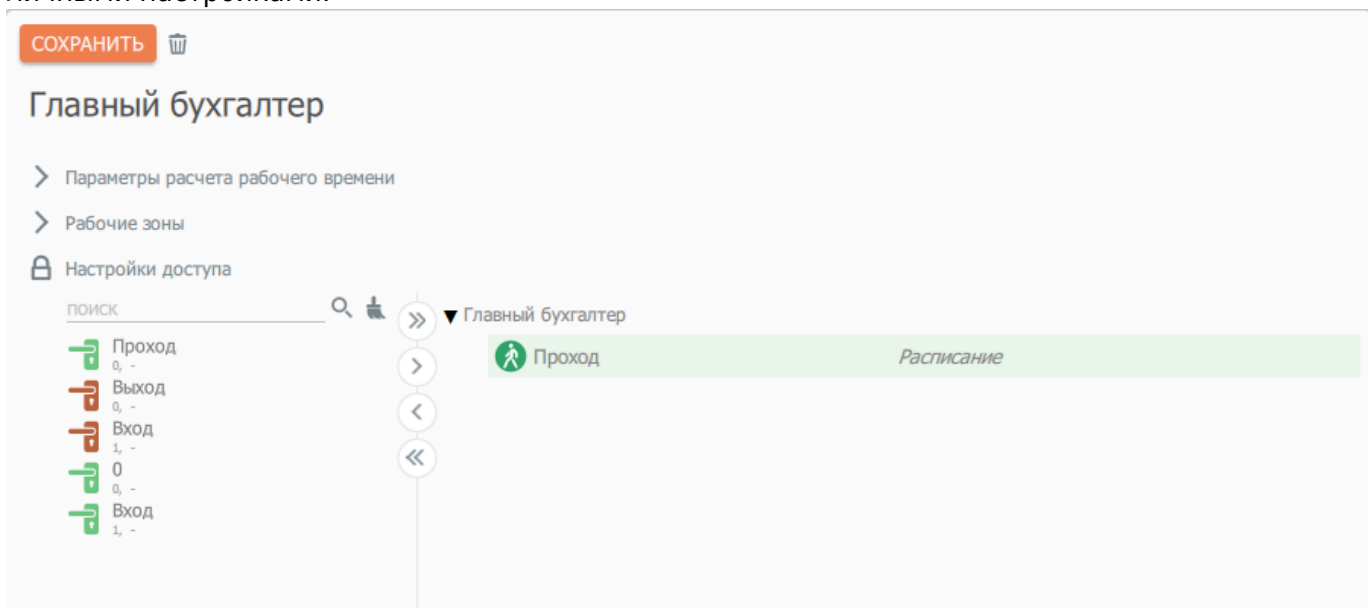 СОХРАНИТЬ
Главный бухгалтер
Параметры расчета рабочего времени
Рабочие зоны
Настройки доступа
поиск
Проход
0, -
Выход
0, -
Вход
1, -
0
0, -
Вход
1, -
Главный бухгалтер
Проход Расписание